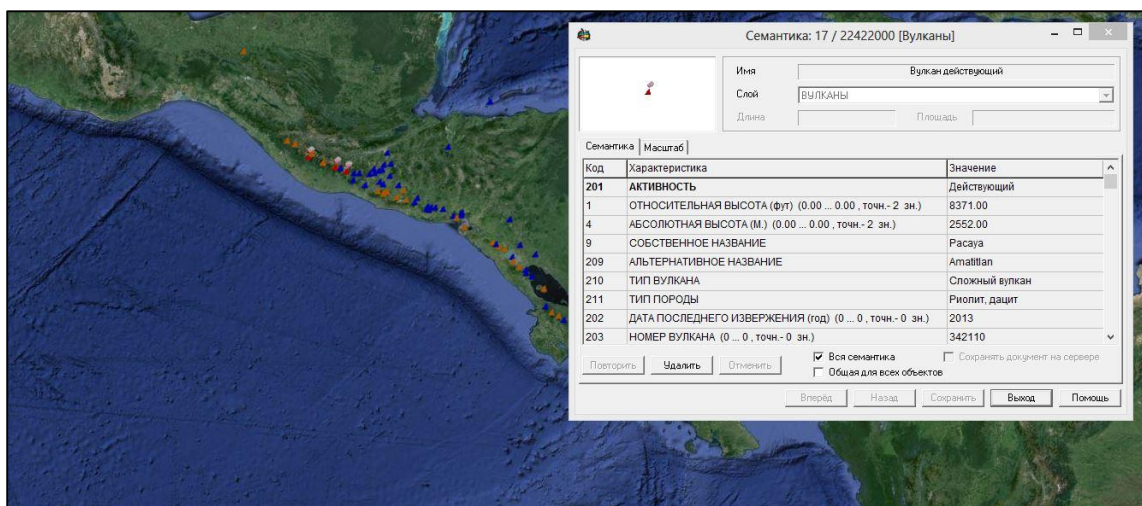 Семантика: 17 / 22422000 [Вулканы]
Имя Вулкан действующий
Слой ВУЛКАНЫ
Длина Площадь
Семантика Масштаб
Код Характеристика Значение
201 АКТИВНОСТЬ Действующий
1 ОТНОСИТЕЛЬНАЯ ВЫСОТА (фут) (0.00 ... 0.00 , точн.- 2 зн.) 8371.00
4 АБСОЛЮТНАЯ ВЫСОТА (М.) (0.00 ... 0.00 , точн.- 2 зн.) 2552.00
9 СОБСТВЕННОЕ НАЗВАНИЕ Pacaya
209 АЛЬТЕРНАТИВНОЕ НАЗВАНИЕ Amatitlan
210 ТИП ВУЛКАНА Сложный вулкан
211 ТИП ПОРОДЫ Риолит, дацит
202 ДАТА ПОСЛЕДНЕГО ИЗВЕРЖЕНИЯ (год) (0 ... 0 , точн.- 0 зн.) 2013
203 НОМЕР ВУЛКАНА (0 ... 0 , точн.- 0 зн.) 342110
Повторить Удалить Отменить Вся семантика Сохранять документ на сервере
Общая для всех объектов
Вперёд Назад Сохранить Выход Помощь